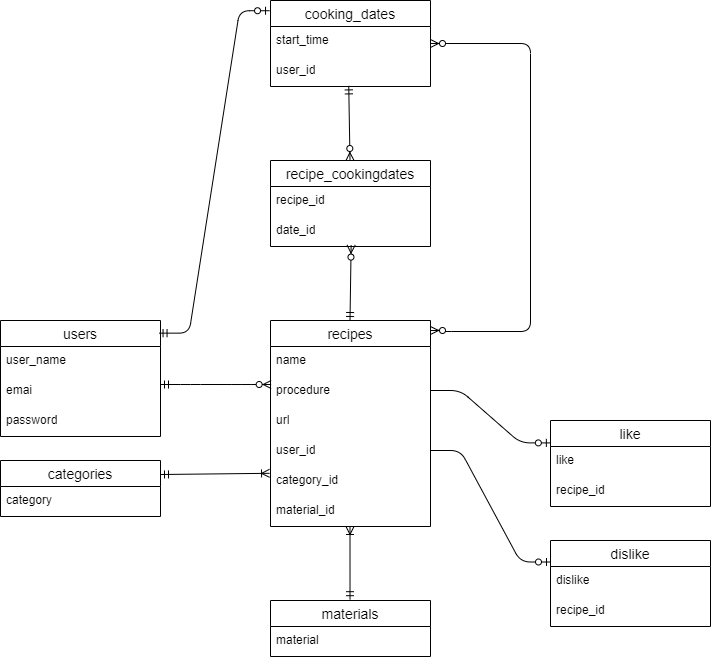 cooking_dates
start_time
user_id
recipe_cookingdates
recipe_id
date_id
users
user_name
emai
password
recipes
name
procedure
url
user_id
category_id
material_id
categories
category
like
like
recipe_id
dislike
dislike
recipe_id
materials
material